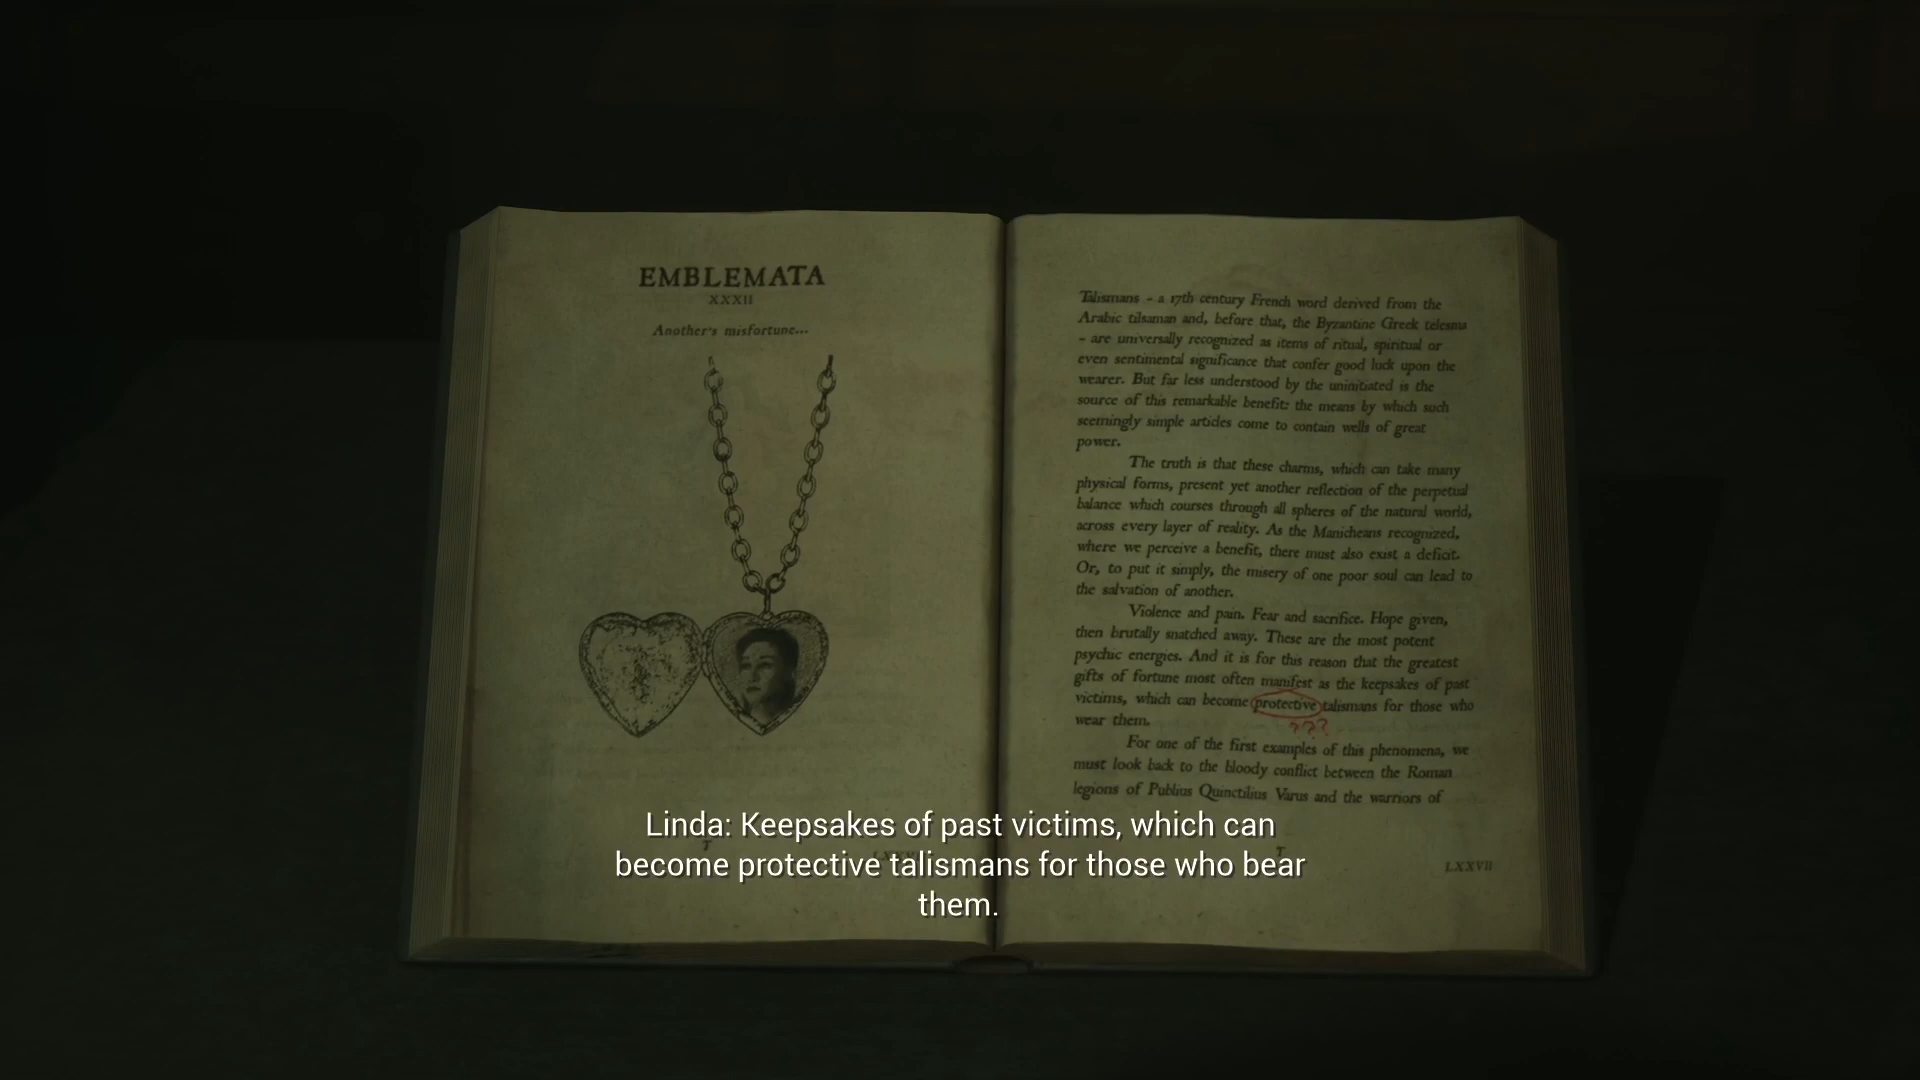 EMBLEMATA
XXXII
Another's misfortune...
Talismans - a 17th century French word derived from the
Arabic tilsaman and, before that, the Byzantine Greek telesma
- are universally recognized as items of ritual, spiritual or
even sentimental significance that confer good luck upon the
wearer. But far less understood by the uninitiated is the
source of this remarkable benefit: the means by which such
seemingly simple articles come to contain wells of great
power.
The truth is that these charms, which can take many
physical forms, present yet another reflection of the perpetual
balance which courses through all spheres of the natural world,
across every layer of reality. As the Manicheans recognized,
where we perceive a benefit, there must also exist a deficit.
Or, to put it simply, the misery of one poor soul can lead to
the salvation of another.
Violence and pain. Fear and sacrifice. Hope given,
then brutally snatched away. These are the most potent
psychic energies. And it is for this reason that the greatest
gifts of fortune most often manifest as the keepsakes of past
victims, which can become protective talismans for those who
wear them.
???
For one of the first examples of this phenomena, we
must look back to the bloody conflict between the Roman
legions of Publius Quinctilius Varus and the warriors of
T
LXXVII
Linda: Keepsakes of past victims, which can
become protective talismans for those who bear
them.